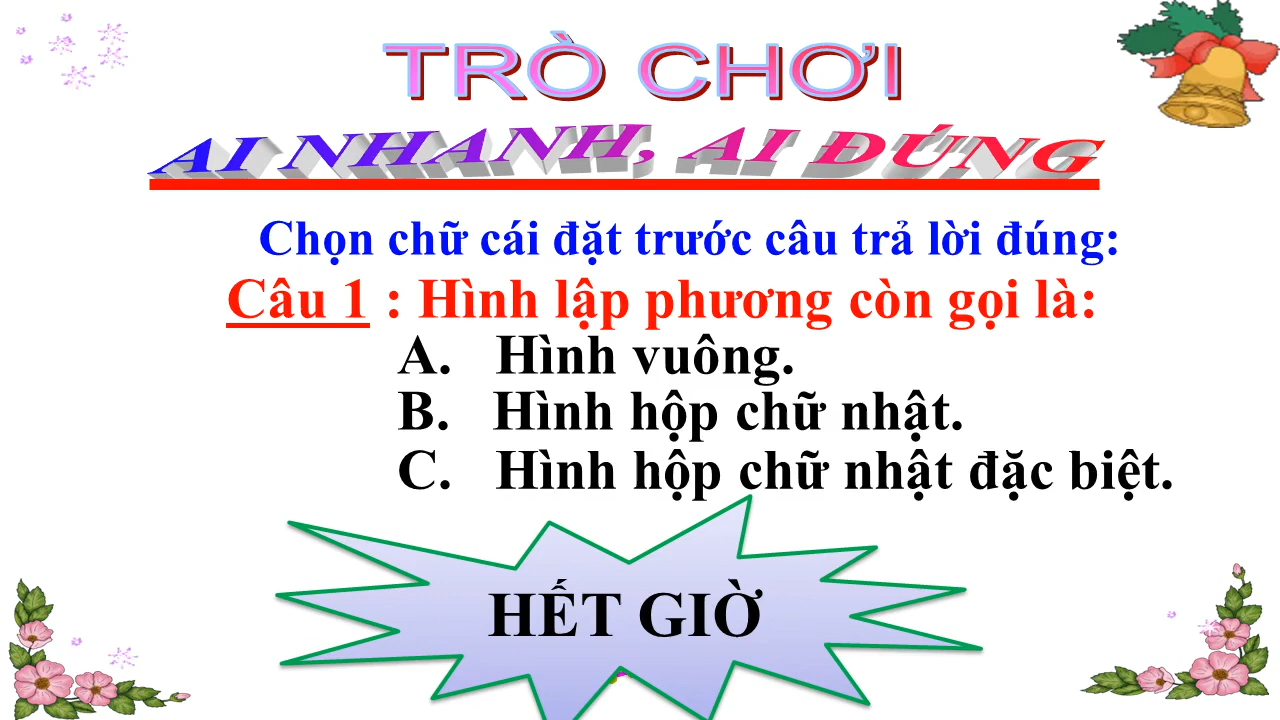 TRÒ CHƠI
AI NHANH, AI ĐÚNG
Chọn chữ cái đặt trước câu trả lời đúng:
Câu 1 : Hình lập phương còn gọi là:
A. Hình vuông.
B. Hình hộp chữ nhật.
C. Hình hộp chữ nhật đặc biệt.
HẾT GIỜ